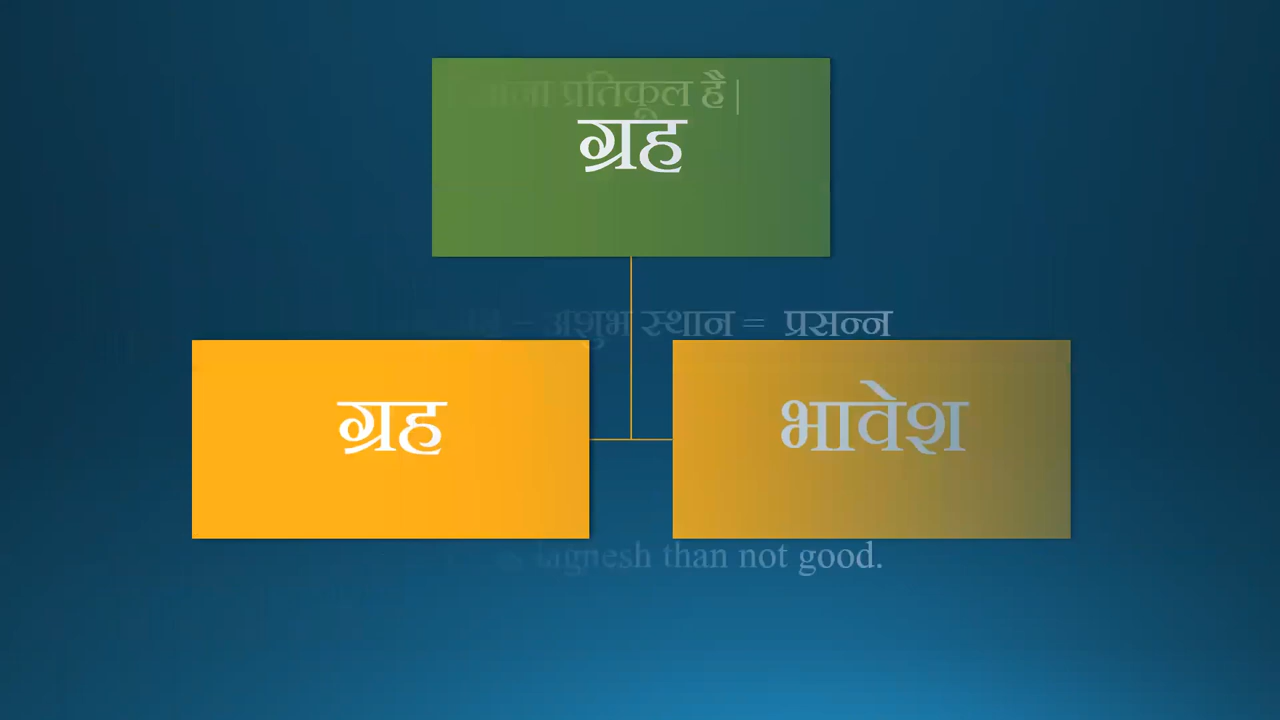 प्रतिकूल है |
ग्रह
अशुभ स्थान = प्रसन्न
ग्रह
भावेश
lagnesh than not good.